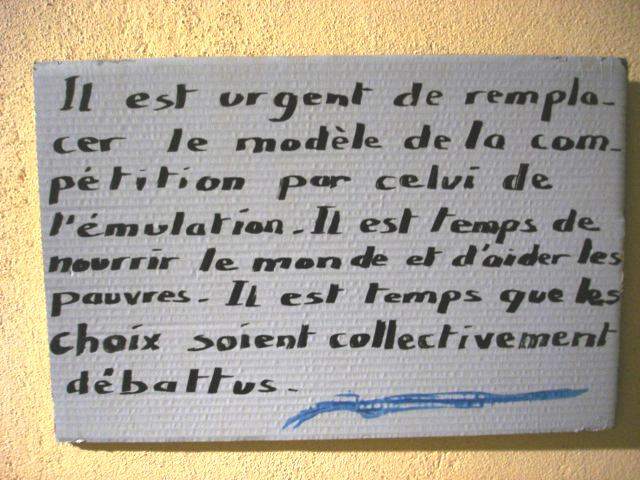 Il est urgent de rempla-
cer le modèle de la com-
pétition par celui de
l'émulation. Il est temps de
nourrir le monde et d'aider les
pauvres. Il est temps que les
choix soient collectivement
débattus.